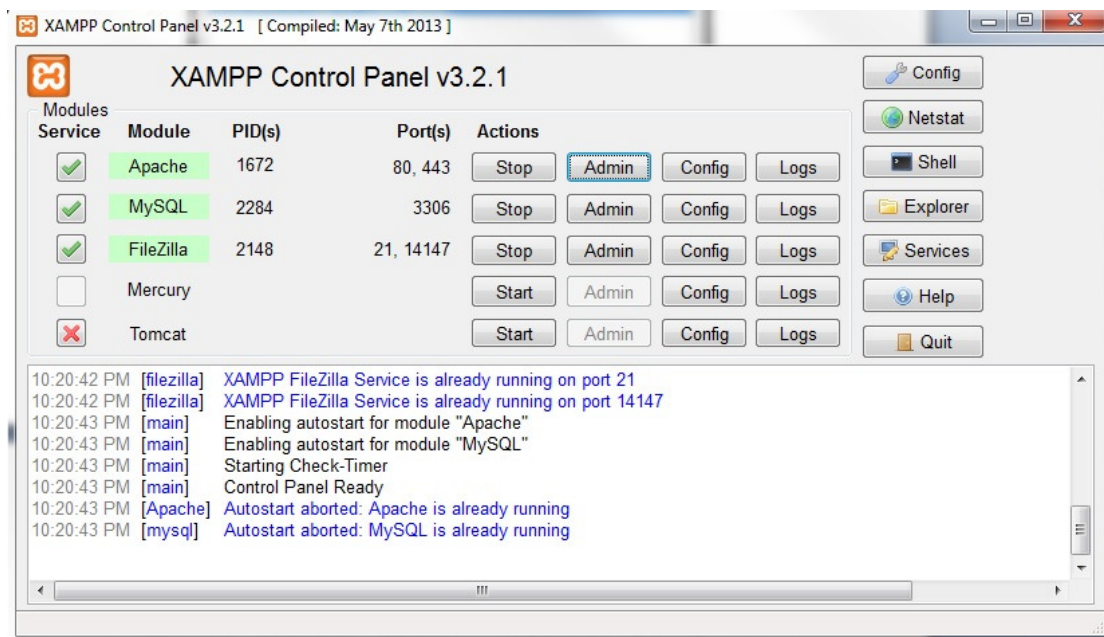 XAMPP Control Panel v3.2.1 [ Compiled: May 7th 2013 ]
XAMPP Control Panel v3.2.1
Config
Modules
Service Module PID(s) Port(s) Actions
Netstat
Apache 1672 80, 443 Stop Admin Config Logs
Shell
MySQL 2284 3306 Stop Admin Config Logs
Explorer
FileZilla 2148 21, 14147 Stop Admin Config Logs
Services
Mercury Start Admin Config Logs
Help
Tomcat Start Admin Config Logs
Quit
10:20:42 PM [filezilla] XAMPP FileZilla Service is already running on port 21
10:20:42 PM [filezilla] XAMPP FileZilla Service is already running on port 14147
10:20:43 PM [main] Enabling autostart for module "Apache"
10:20:43 PM [main] Enabling autostart for module "MySQL"
10:20:43 PM [main] Starting Check-Timer
10:20:43 PM [main] Control Panel Ready
10:20:43 PM [Apache] Autostart aborted: Apache is already running
10:20:43 PM [mysql] Autostart aborted: MySQL is already running